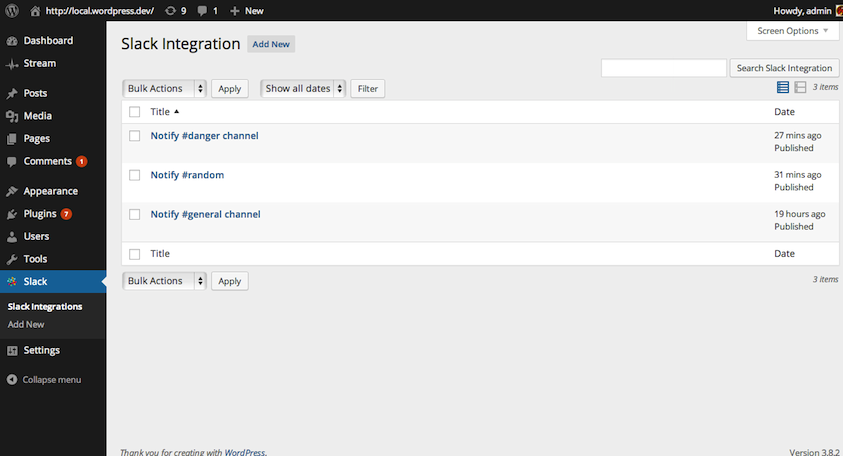 http://local.wordpress.dev/ 9 1 New Howdy, admin
Screen Options
Dashboard
Stream
Posts
Media
Pages
Comments 1
Appearance
Plugins 7
Users
Tools
Slack
Slack Integrations
Add New
Settings
Collapse menu
Slack Integration Add New
Search Slack Integration
Bulk Actions Apply Show all dates Filter 3 items
Title Date
Notify #danger channel 27 mins ago
Published
Notify #random 31 mins ago
Published
Notify #general channel 19 hours ago
Published
Title Date
Bulk Actions Apply 3 items
Thank you for creating with WordPress. Version 3.8.2